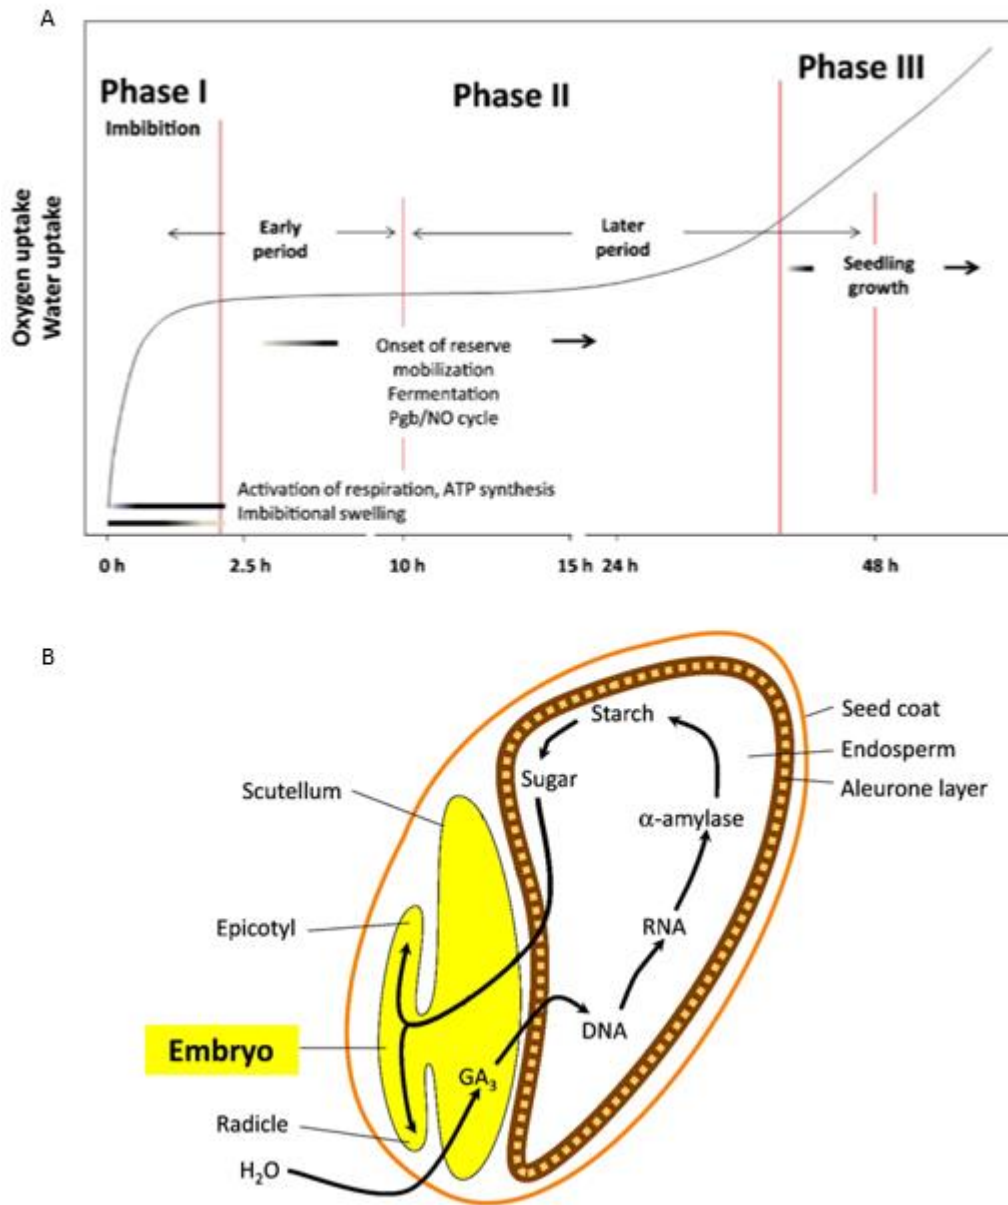 A
Phase I
Imbibition
Phase II
Phase III
Oxygen uptake
Water uptake
Early
period
Later
period
Seedling
growth
Onset of reserve
mobilization
Fermentation
Pgb/NO cycle
Activation of respiration, ATP synthesis
Imbibitional swelling
0 h
2.5 h
10 h
15 h
24 h
48 h
B
Starch
Seed coat
Endosperm
Aleurone layer
Sugar
Scutellum
α-amylase
Epicotyl
RNA
DNA
Embryo
GA₃
Radicle
H₂O